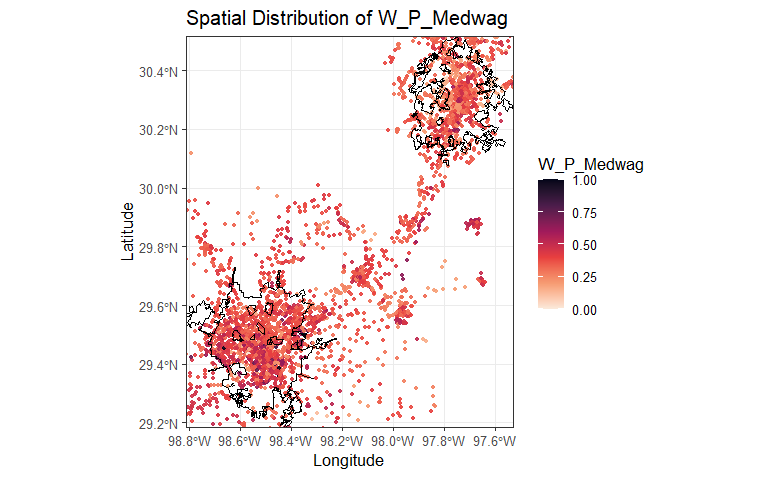 Spatial Distribution of W_P_Medwag
30.4°N
30.2°N
30.0°N
29.8°N
29.6°N
29.4°N
29.2°N
Latitude
98.8°W 98.6°W 98.4°W 98.2°W 98.0°W 97.8°W 97.6°W
Longitude
W_P_Medwag
1.00
0.75
0.50
0.25
0.00